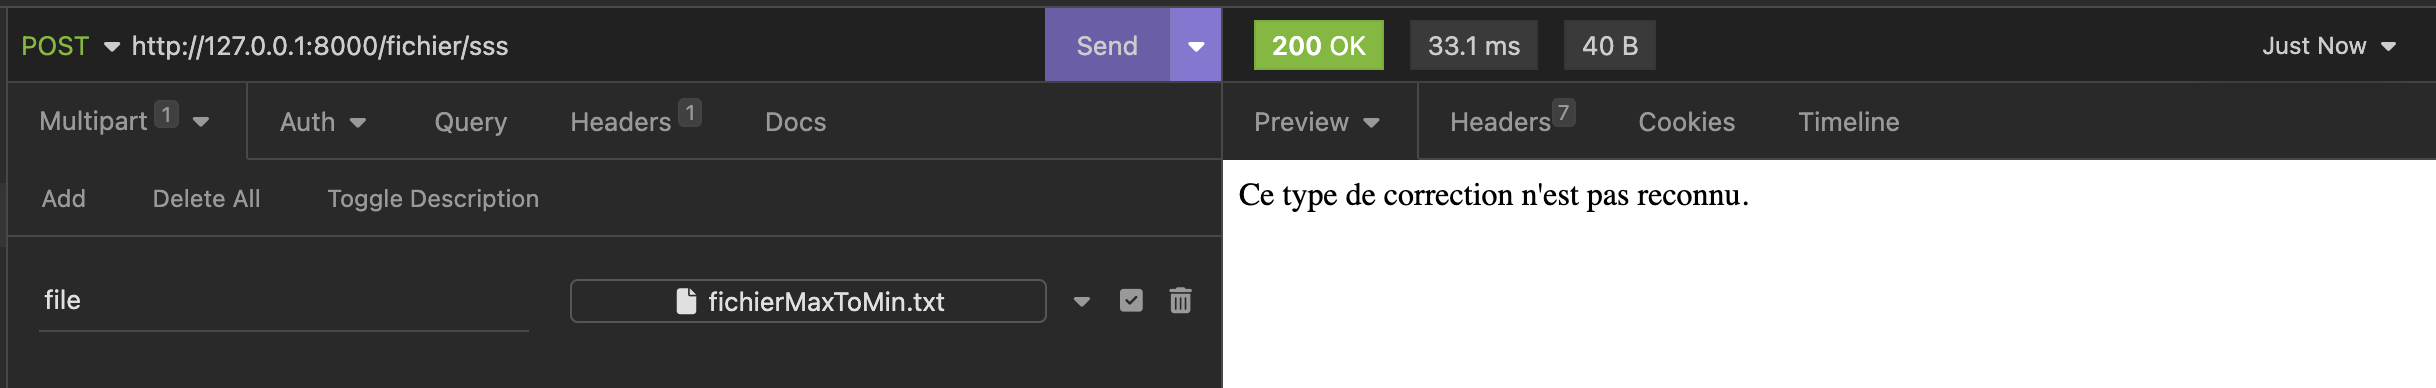 POST http://127.0.0.1:8000/fichier/sss Send 200 OK 33.1 ms 40 B Just Now
Multipart 1 Auth Query Headers 1 Docs Preview Headers 7 Cookies Timeline
Add Delete All Toggle Description
Ce type de correction n'est pas reconnu.
file fichierMaxToMin.txt